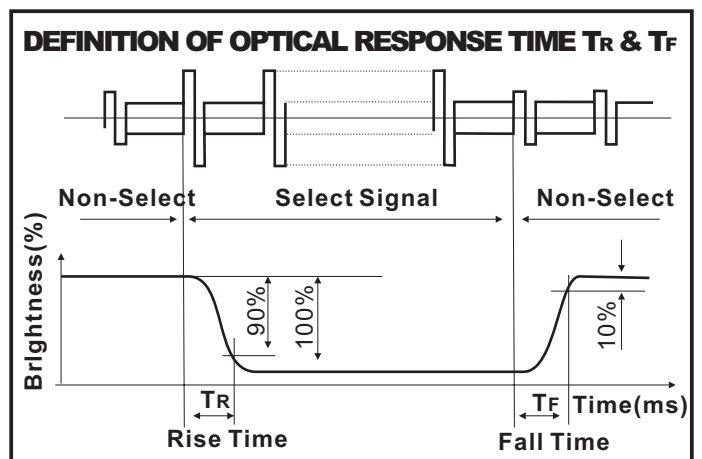 DEFINITION OF OPTICAL RESPONSE TIME TR & TF
Non-Select
Select Signal
Non-Select
BrIghtness(%)
90%
100%
10%
TR
TF
Time(ms)
Rise Time
Fall Time